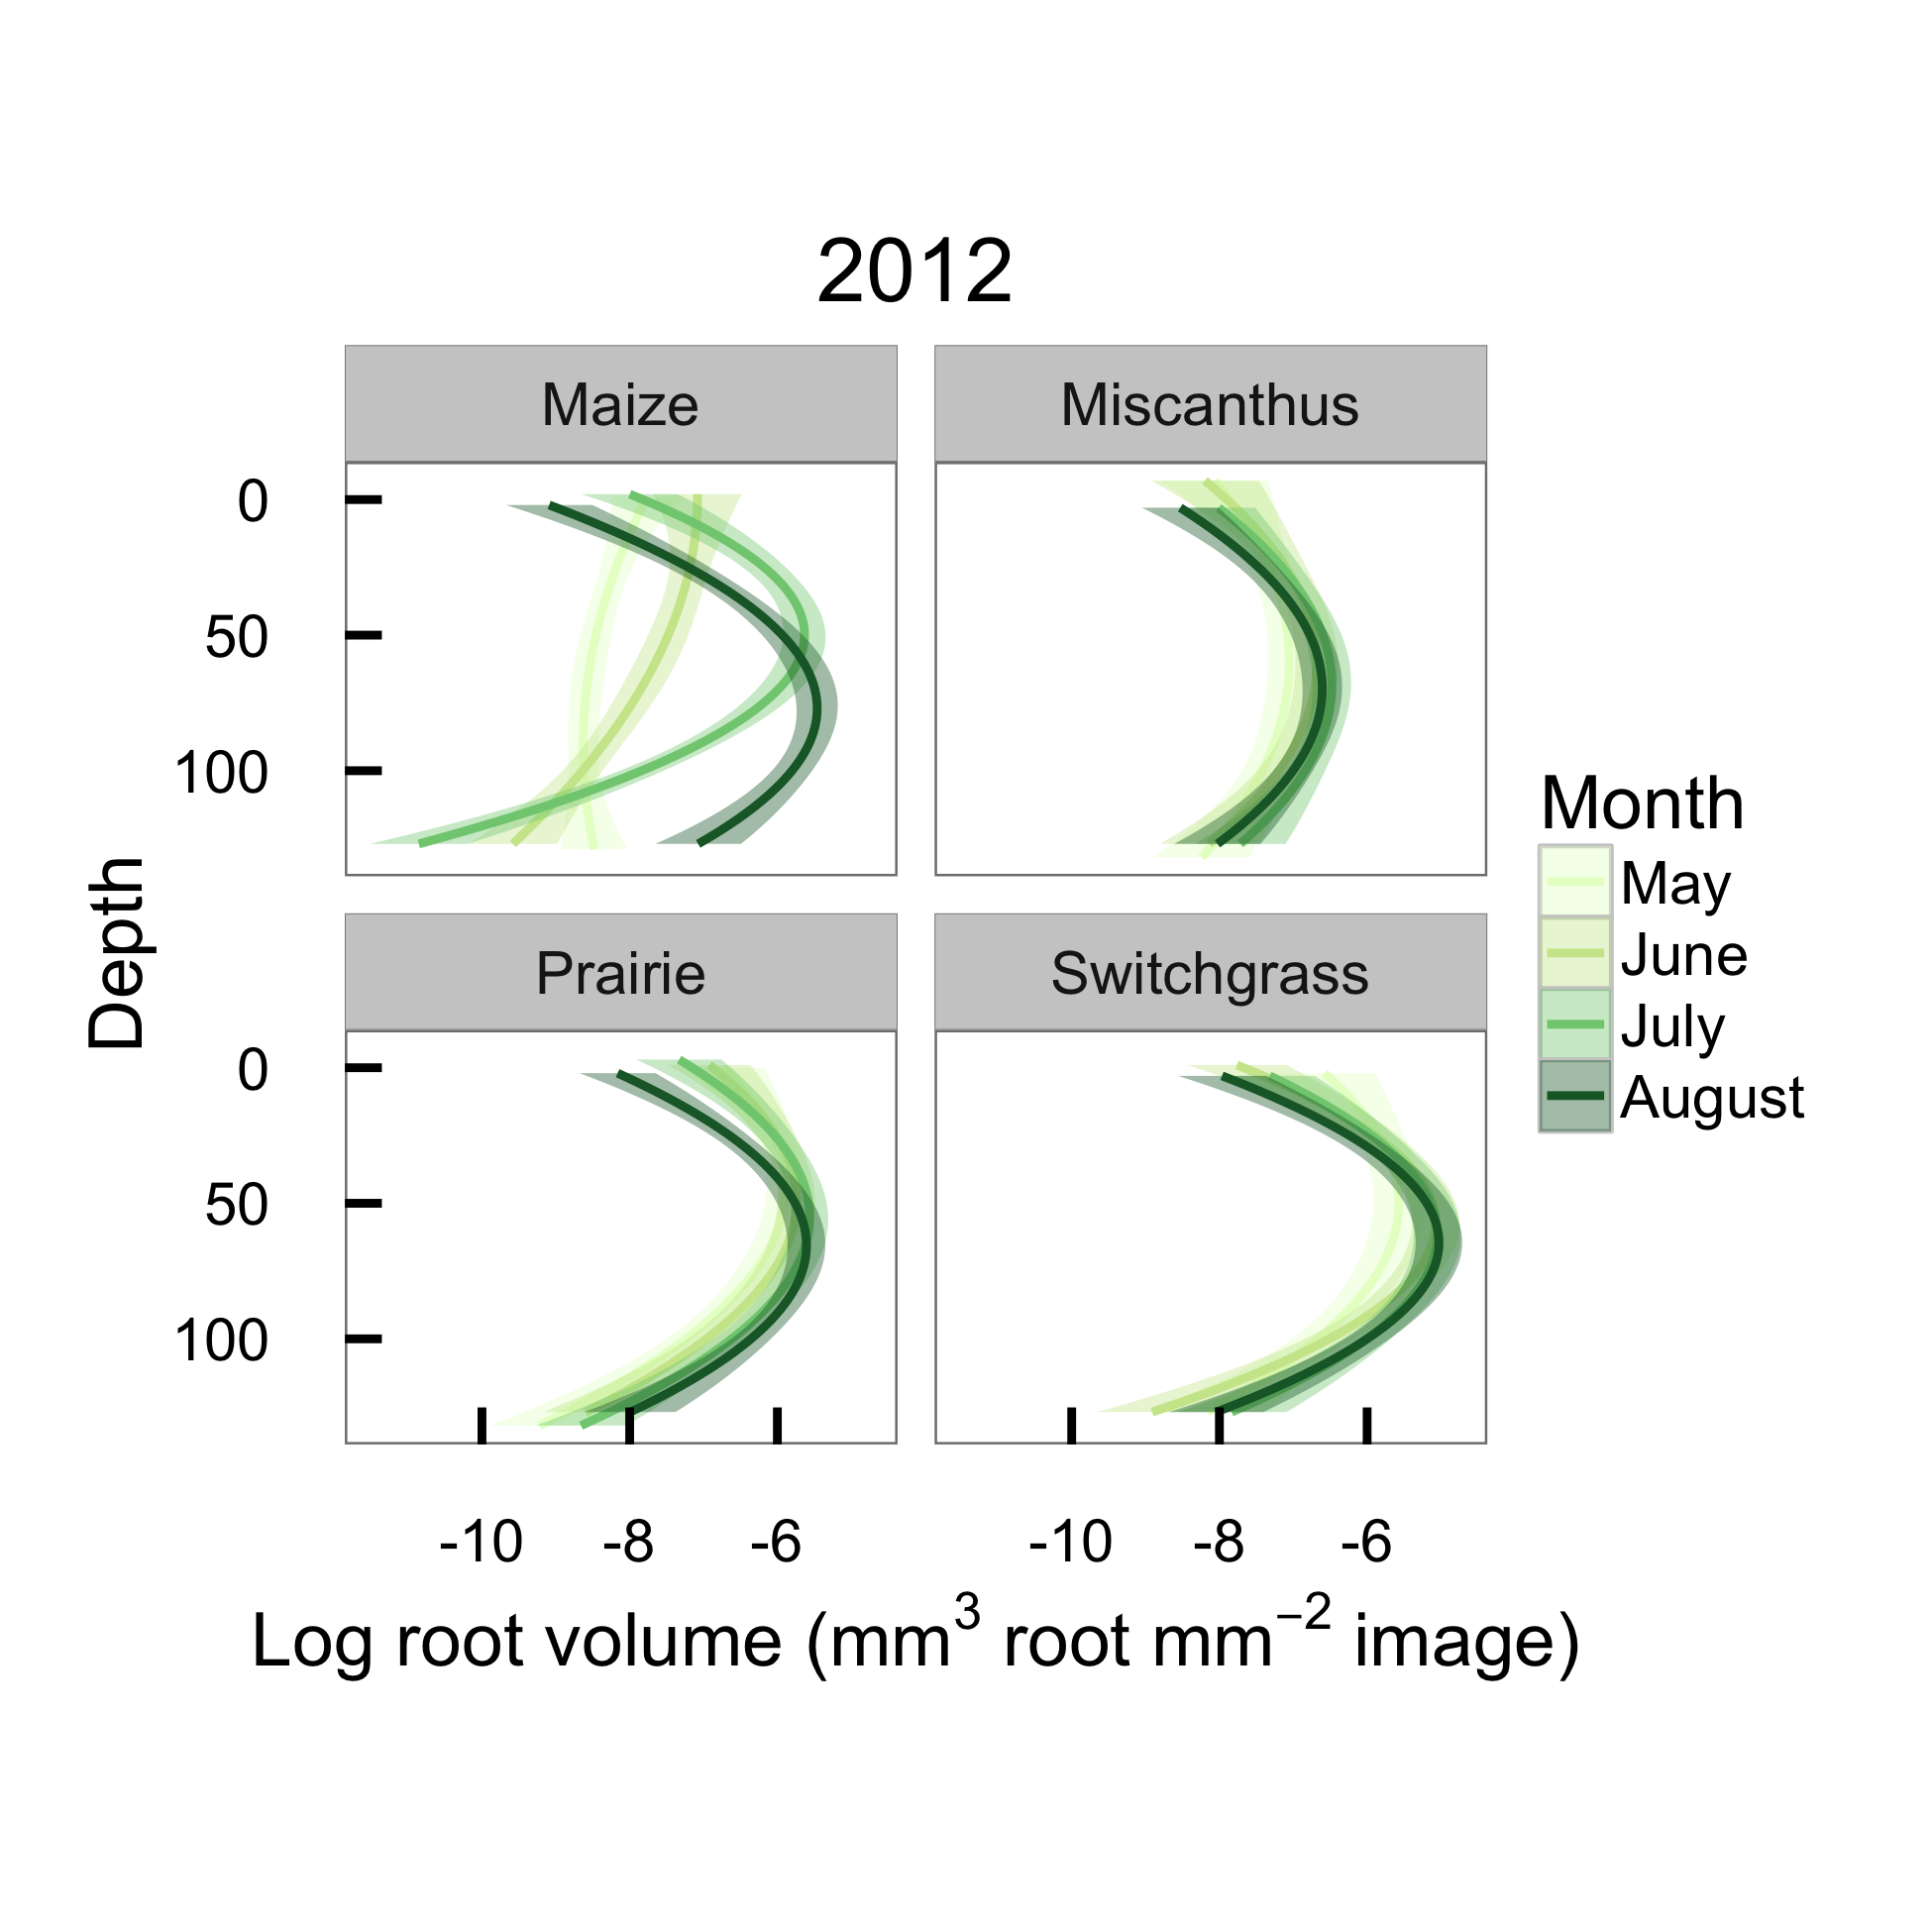 2012
Maize
Miscanthus
0
50
100
Prairie
Switchgrass
0
50
100
Depth
-10 -8 -6
-10 -8 -6
Log root volume (mm³ root mm⁻² image)
Month
May
June
July
August